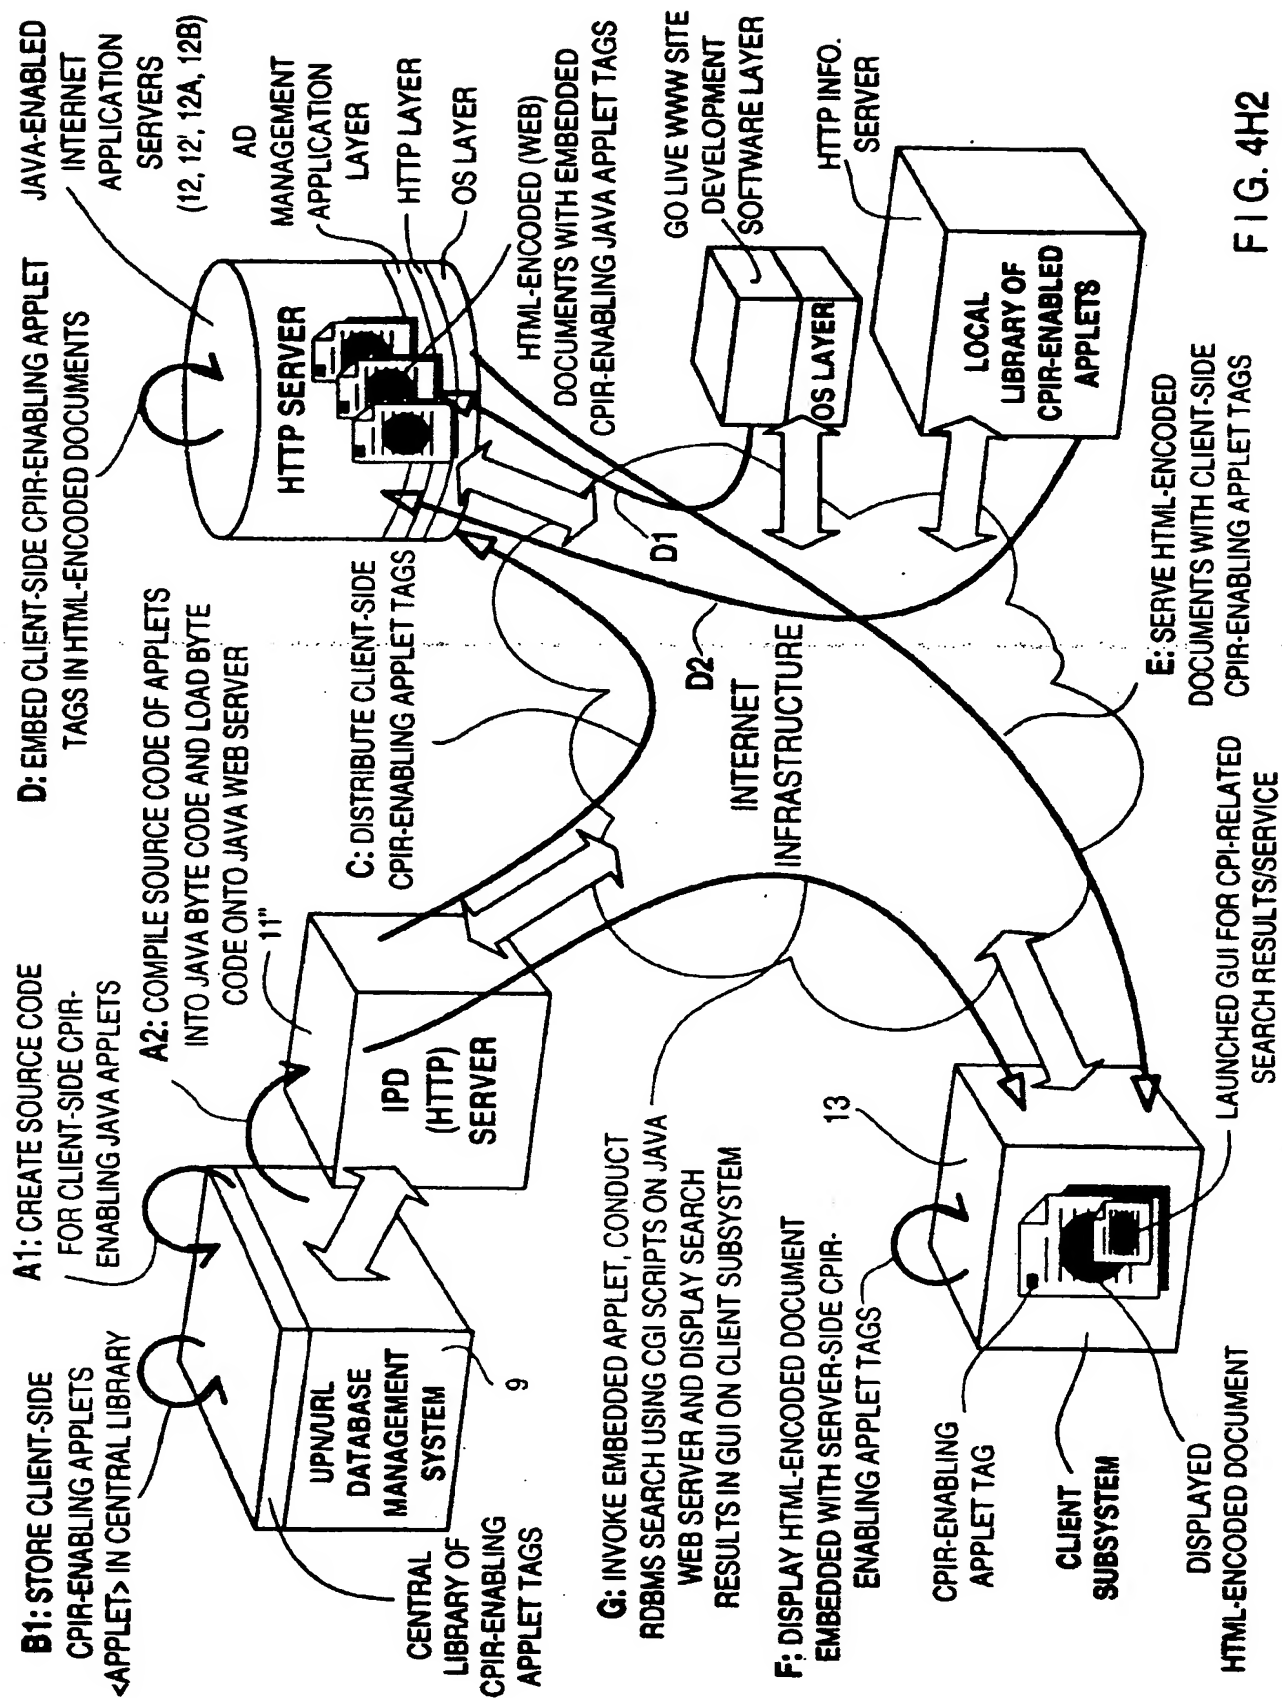 B1: STORE CLIENT-SIDE
CPIR-ENABLING APPLETS
<APPLET> IN CENTRAL LIBRARY
A1: CREATE SOURCE CODE
FOR CLIENT-SIDE CPIR-
ENABLING JAVA APPLETS
A2: COMPILE SOURCE CODE OF APPLETS
INTO JAVA BYTE CODE AND LOAD BYTE
CODE ONTO JAVA WEB SERVER
D: EMBED CLIENT-SIDE CPIR-ENABLING APPLET
TAGS IN HTML-ENCODED DOCUMENTS
JAVA-ENABLED
INTERNET
APPLICATION
SERVERS
(12, 12', 12A, 12B)
AD
MANAGEMENT
APPLICATION
LAYER
HTTP LAYER
OS LAYER
HTML-ENCODED (WEB)
DOCUMENTS WITH EMBEDDED
CPIR-ENABLING JAVA APPLET TAGS
HTTP SERVER
11"
IPD
(HTTP)
SERVER
UPN/URL
DATABASE
MANAGEMENT
SYSTEM
9
CENTRAL
LIBRARY OF
CPIR-ENABLING
APPLET TAGS
C: DISTRIBUTE CLIENT-SIDE
CPIR-ENABLING APPLET TAGS
D1
D2
INTERNET
INFRASTRUCTURE
GO LIVE WWW SITE
DEVELOPMENT
SOFTWARE LAYER
OS LAYER
HTTP INFO.
SERVER
LOCAL
LIBRARY OF
CPIR-ENABLED
APPLETS
G: INVOKE EMBEDDED APPLET, CONDUCT
RDBMS SEARCH USING CGI SCRIPTS ON JAVA
WEB SERVER AND DISPLAY SEARCH
RESULTS IN GUI ON CLIENT SUBSYSTEM
F: DISPLAY HTML-ENCODED DOCUMENT
EMBEDDED WITH SERVER-SIDE CPIR-
ENABLING APPLET TAGS
13
CPIR-ENABLING
APPLET TAG
CLIENT
SUBSYSTEM
DISPLAYED
HTML-ENCODED DOCUMENT
LAUNCHED GUI FOR CPI-RELATED
SEARCH RESULTS/SERVICE
E: SERVE HTML-ENCODED
DOCUMENTS WITH CLIENT-SIDE
CPIR-ENABLING APPLET TAGS
FIG. 4H2